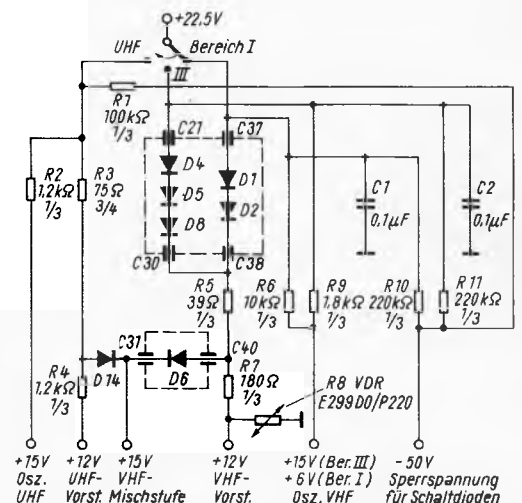 +22,5V
UHF
Bereich I
III
R1
100kΩ
1/3
C21
C37
R2
1,2kΩ
1/3
R3
75Ω
3/4
D4
D1
D5
D2
D8
C1
0,1µF
C2
0,1µF
C30
C38
R5
39Ω
1/3
R6
10kΩ
1/3
R9
1,8kΩ
1/3
R10
220kΩ
1/3
R11
220kΩ
1/3
C31
C40
R4
1,2kΩ
1/3
D14
D6
R7
180Ω
1/3
R8 VDR
E299DO/P220
+15V
Osz.
UHF
+12V
UHF-
Vorst.
+15V
VHF-
Mischstufe
+12V
VHF-
Vorst.
+15V (Ber. III)
+6V (Ber. I)
Osz. VHF
-50V
Sperrspannung
für Schaltdioden